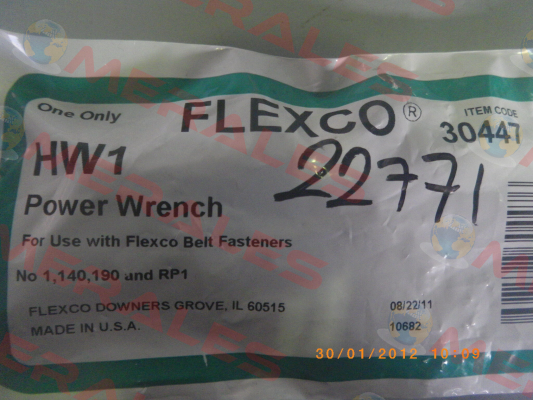 One Only
FLEXCO®
ITEM CODE
30447
HW1
22771
Power Wrench
For Use with Flexco Belt Fasteners
No 1,140,190 and RP1
FLEXCO DOWNERS GROVE, IL 60515
08/22/11
MADE IN U.S.A.
10682
30/01/2012 10:09
MERALES